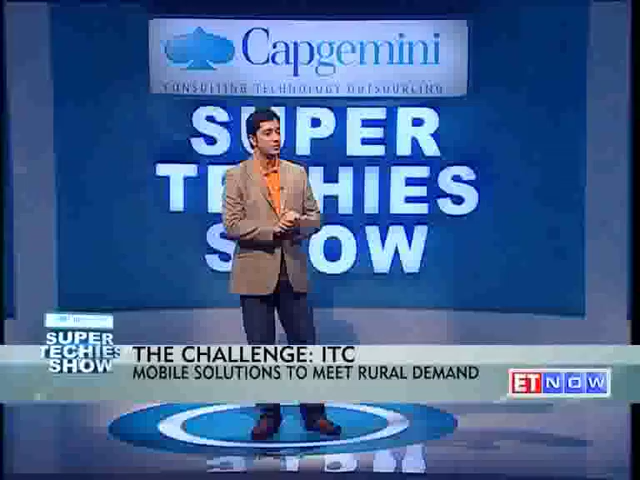 Capgemini
CONSULTING TECHNOLOGY OUTSOURCING
SUPER
TECHIES
SHOW
SUPER
TECHIES
SHOW
THE CHALLENGE: ITC
MOBILE SOLUTIONS TO MEET RURAL DEMAND
ET NOW